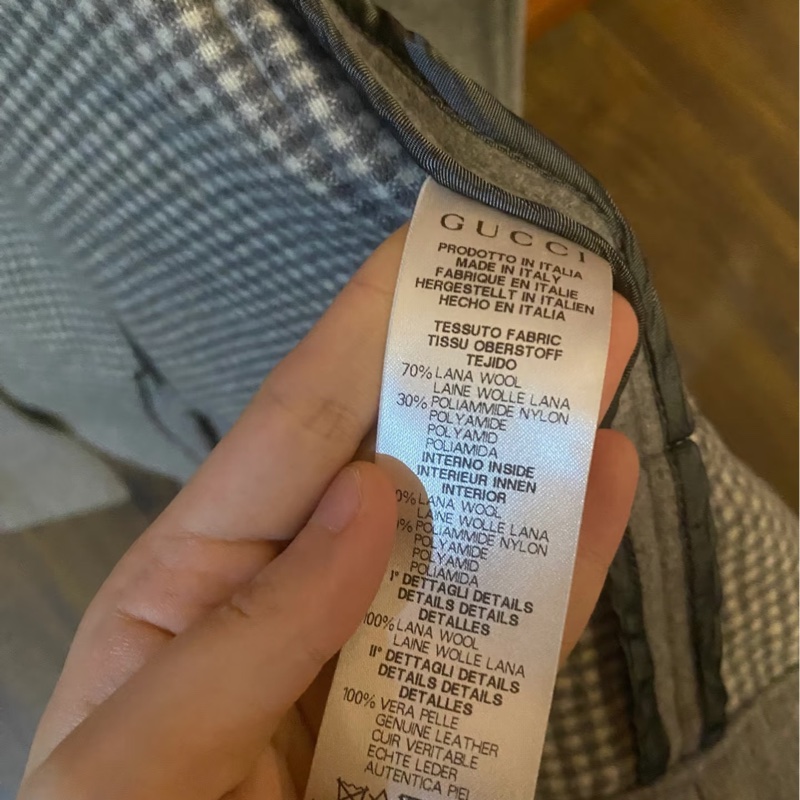 GUCCI
PRODOTTO IN ITALIA
MADE IN ITALY
FABRIQUE EN ITALIE
HERGESTELLT IN ITALIEN
HECHO EN ITALIA
TESSUTO FABRIC
TISSU OBERSTOFF
TEJIDO
70% LANA WOOL
LAINE WOLLE LANA
30% POLIAMMIDE NYLON
POLYAMIDE
POLYAMID
POLIAMIDA
INTERNO INSIDE
INTERIEUR INNEN
INTERIOR
0% LANA WOOL
LAINE WOLLE LANA
% POLIAMMIDE NYLON
POLYAMIDE
POLYAMID
POLIAMIDA
I° DETTAGLI DETAILS
DETAILS DETAILS
DETALLES
100% LANA WOOL
LAINE WOLLE LANA
II° DETTAGLI DETAILS
DETAILS DETAILS
DETALLES
100% VERA PELLE
GENUINE LEATHER
CUIR VERITABLE
ECHTE LEDER
AUTENTICA PIEL